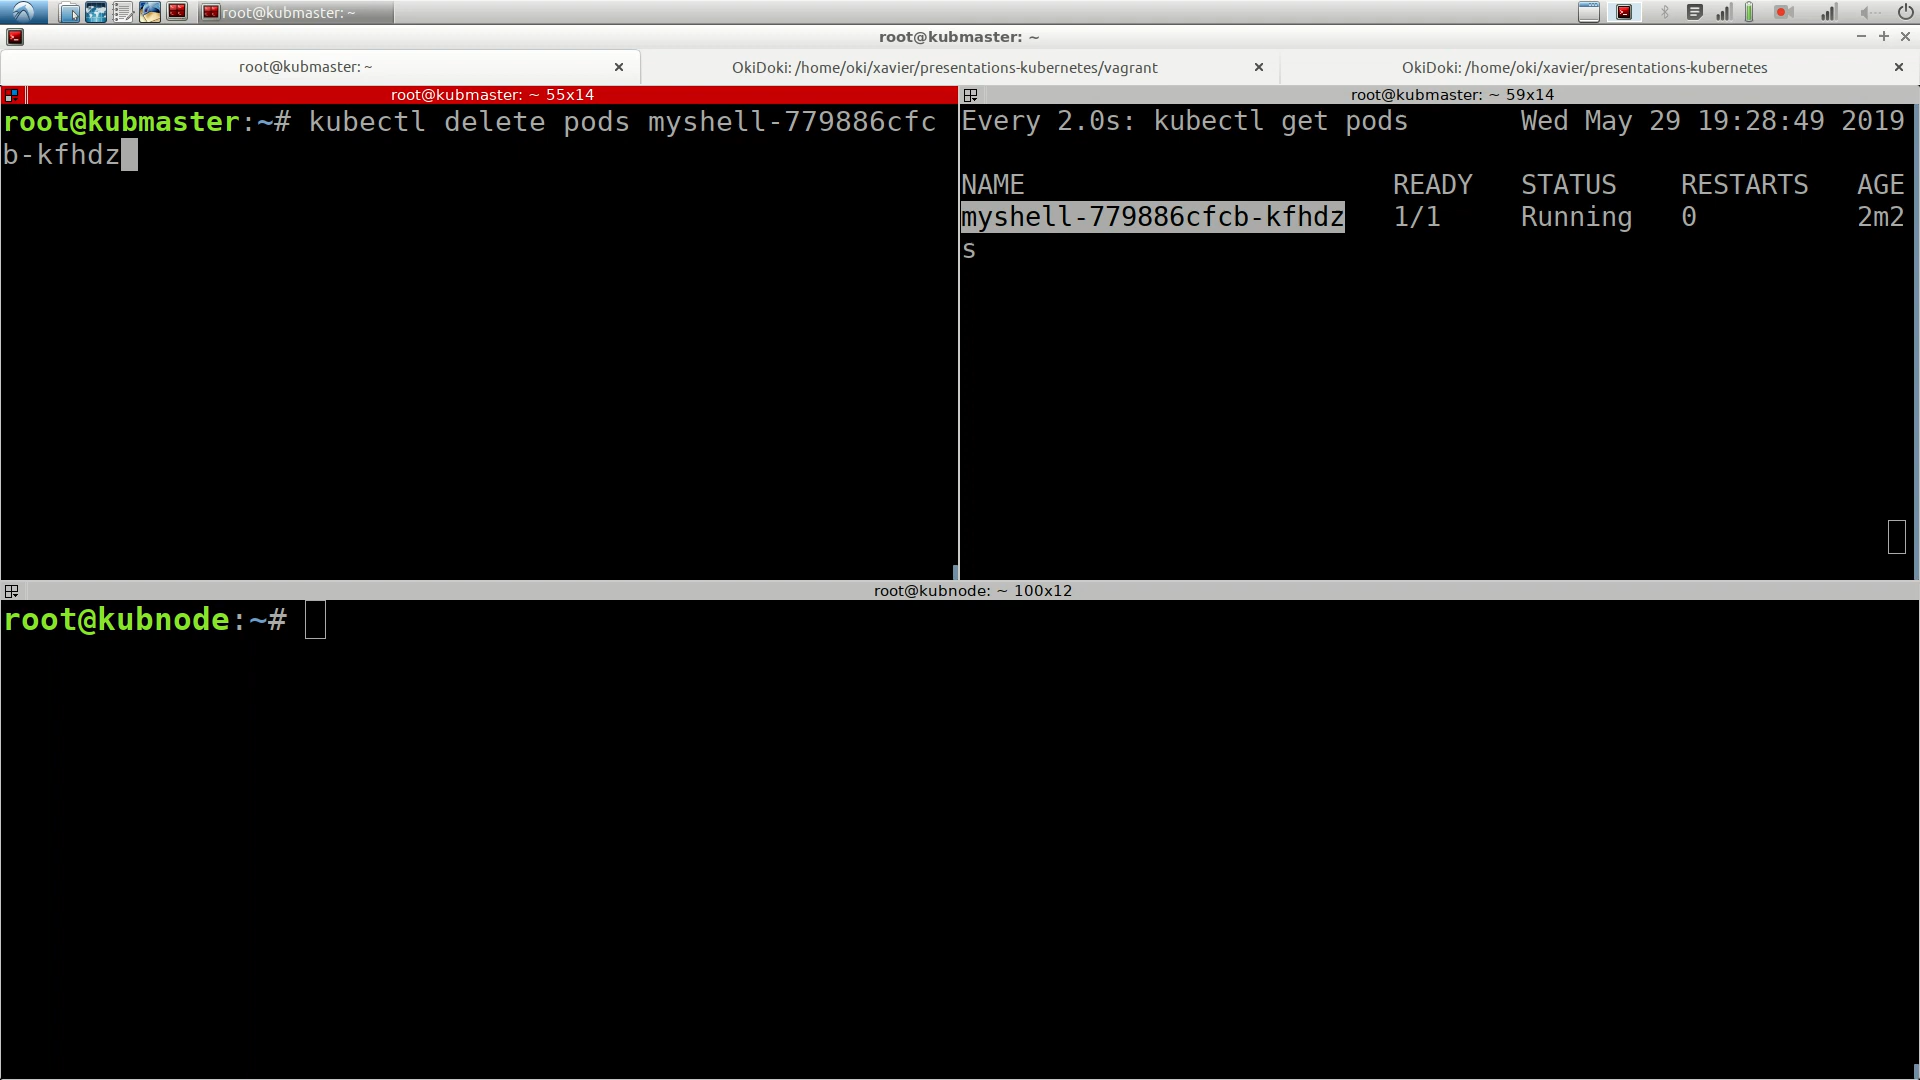 root@kubmaster: ~
root@kubmaster: ~
root@kubmaster: ~
OkiDoki: /home/oki/xavier/presentations-kubernetes/vagrant
OkiDoki: /home/oki/xavier/presentations-kubernetes
root@kubmaster: ~ 55x14
root@kubmaster:~# kubectl delete pods myshell-779886cfc
b-kfhdz
root@kubmaster: ~ 59x14
Every 2.0s: kubectl get pods Wed May 29 19:28:49 2019
NAME READY STATUS RESTARTS AGE
myshell-779886cfcb-kfhdz 1/1 Running 0 2m2
s
root@kubnode: ~ 100x12
root@kubnode:~#